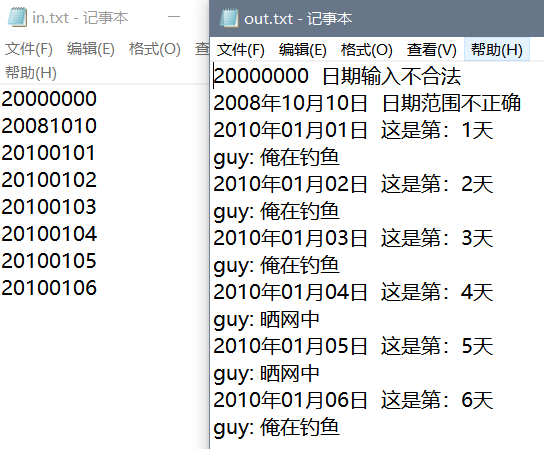 in.txt - 记事本
文件(F) 编辑(E) 格式(O) 查
帮助(H)
20000000
20081010
20100101
20100102
20100103
20100104
20100105
20100106
out.txt - 记事本
文件(F) 编辑(E) 格式(O) 查看(V) 帮助(H)
20000000 日期输入不合法
2008年10月10日 日期范围不正确
2010年01月01日 这是第：1天
guy: 俺在钓鱼
2010年01月02日 这是第：2天
guy: 俺在钓鱼
2010年01月03日 这是第：3天
guy: 俺在钓鱼
2010年01月04日 这是第：4天
guy: 晒网中
2010年01月05日 这是第：5天
guy: 晒网中
2010年01月06日 这是第：6天
guy: 俺在钓鱼